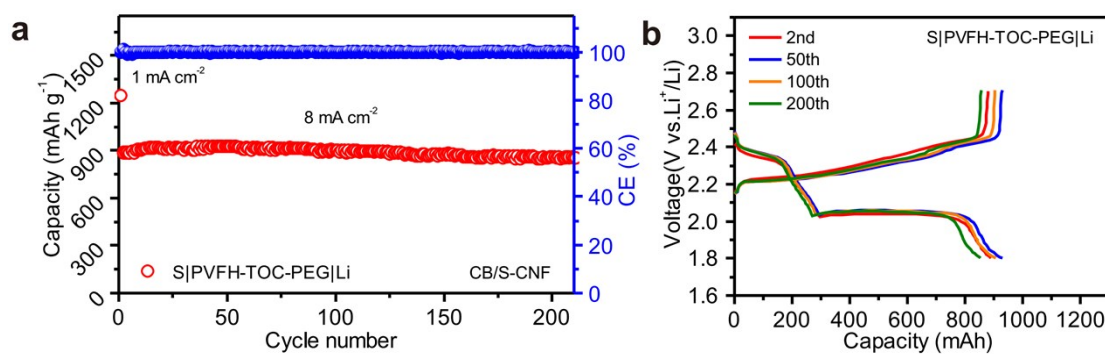 a
Capacity (mAh g⁻¹)
1500
1200
900
600
300
0
1 mA cm⁻²
8 mA cm⁻²
S|PVFH-TOC-PEG|Li
CB/S-CNF
0
50
100
150
200
Cycle number
100
80
60
40
20
0
CE (%)
b
Voltage(V vs.Li⁺/Li)
3.0
2.8
2.6
2.4
2.2
2.0
1.8
1.6
2nd
50th
100th
200th
S|PVFH-TOC-PEG|Li
0
200
400
600
800
1000
1200
Capacity (mAh)